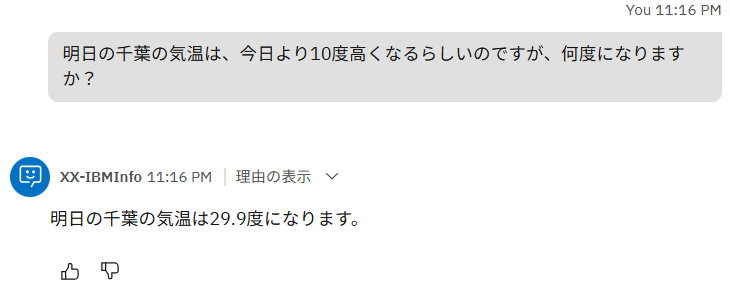 You 11:16 PM
明日の千葉の気温は、今日より10度高くなるらしいのですが、何度になります
か？
XX-IBMInfo 11:16 PM 理由の表示
明日の千葉の気温は29.9度になります。